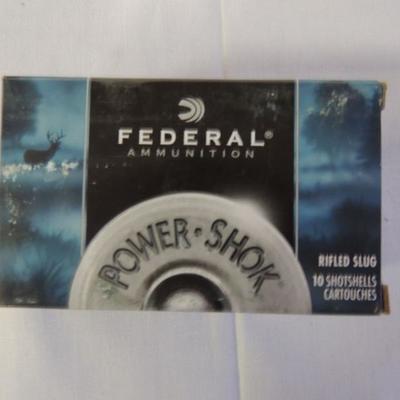 FEDERAL®
AMMUNITION
POWER·SHOK
RIFLED SLUG
10 SHOTSHELLS
CARTOUCHES